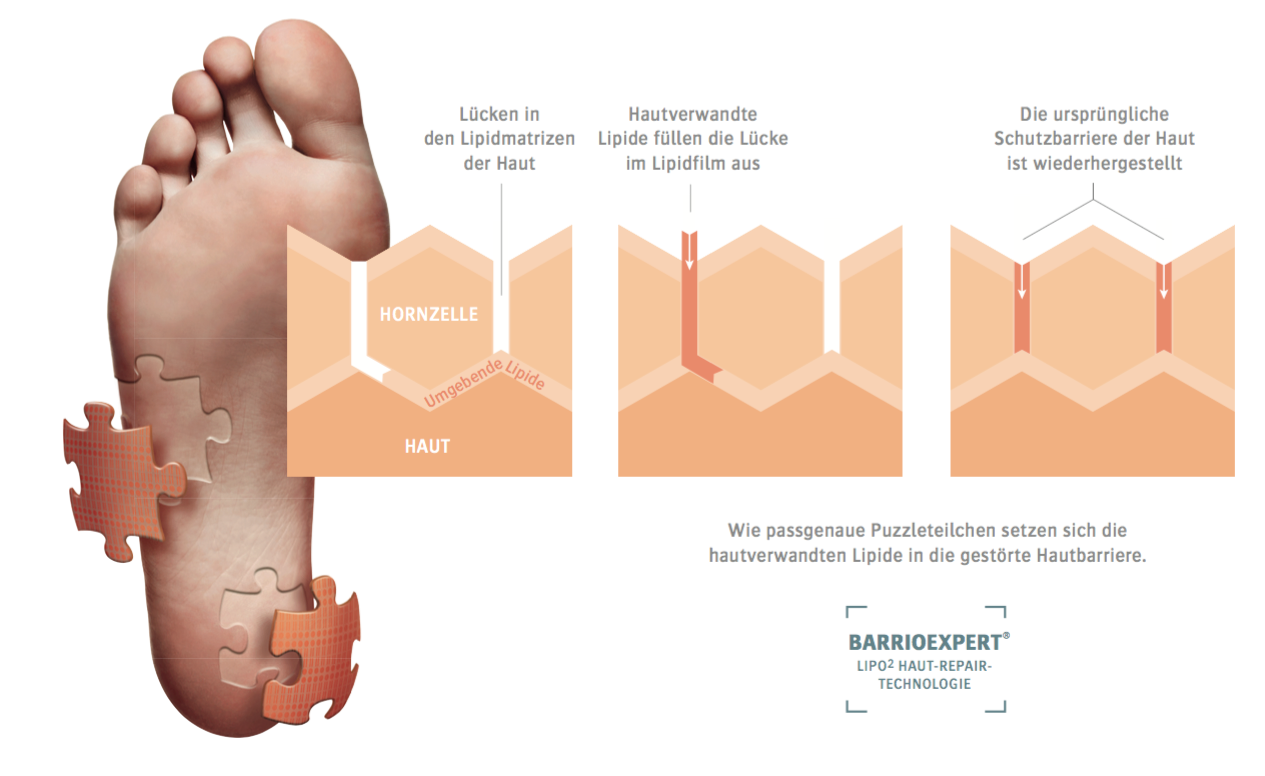 Lücken in
den Lipidmatrizen
der Haut
Hautverwandte
Lipide füllen die Lücke
im Lipidfilm aus
Die ursprüngliche
Schutzbarriere der Haut
ist wiederhergestellt
HORNZELLE
Umgebende Lipide
HAUT
Wie passgenaue Puzzleteilchen setzen sich die
hautverwandten Lipide in die gestörte Hautbarriere.
BARRIOEXPERT®
LIPO² HAUT-REPAIR-
TECHNOLOGIE